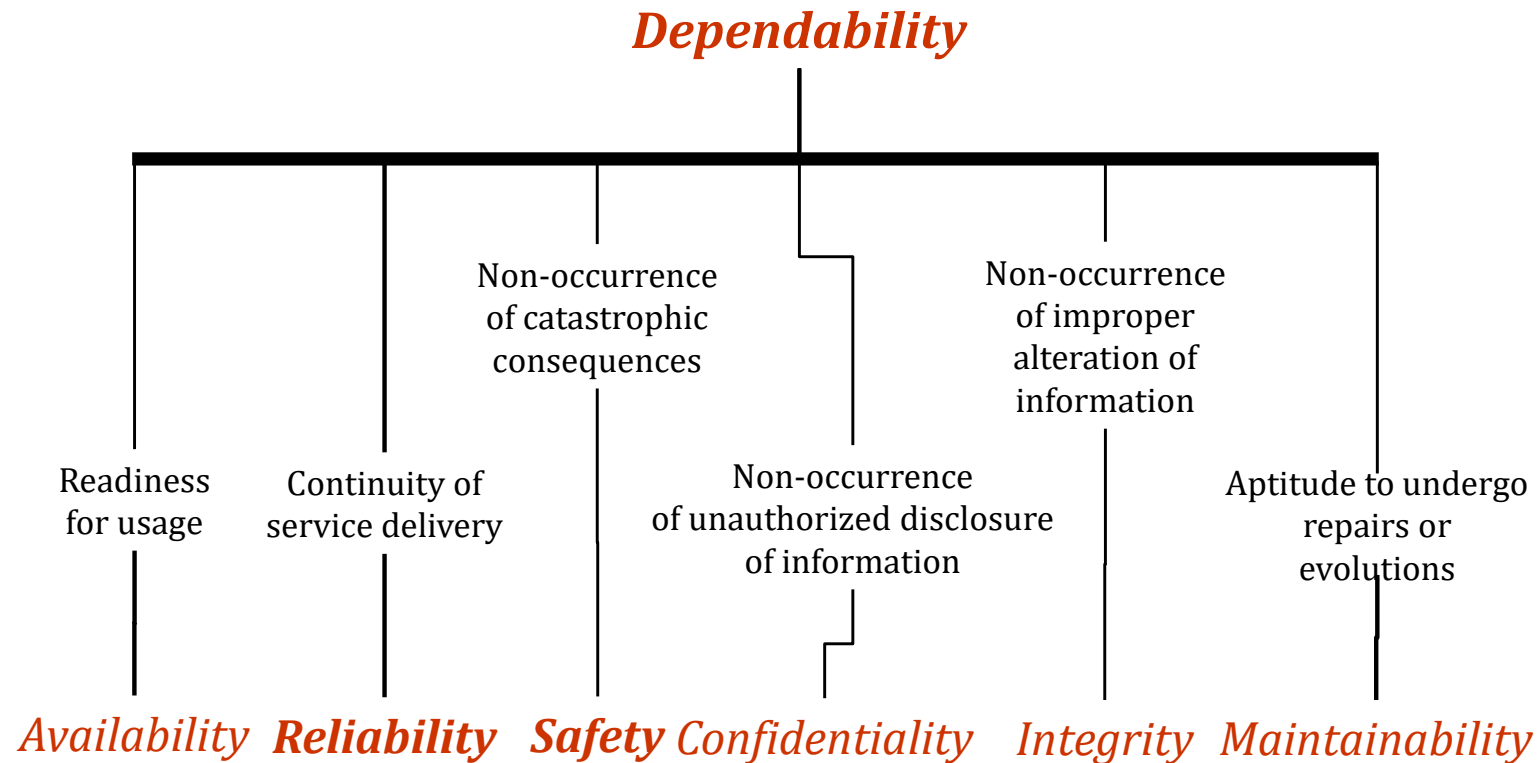 Dependability
Non-occurrence
of catastrophic
consequences
Non-occurrence
of improper
alteration of
information
Readiness
for usage
Continuity of
service delivery
Non-occurrence
of unauthorized disclosure
of information
Aptitude to undergo
repairs or
evolutions
Availability Reliability Safety Confidentiality Integrity Maintainability